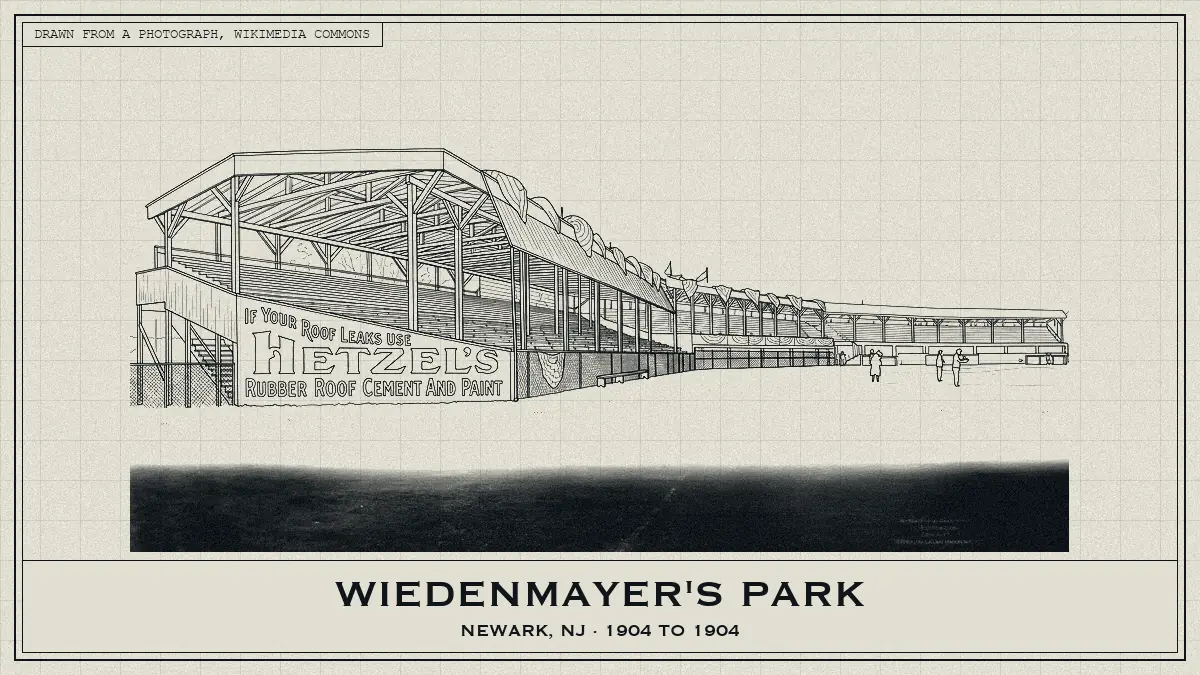 DRAWN FROM A PHOTOGRAPH, WIKIMEDIA COMMONS
IF YOUR ROOF LEAKS USE
HETZEL'S
RUBBER ROOF CEMENT AND PAINT
WIEDENMAYER'S PARK
NEWARK, NJ · 1904 TO 1904